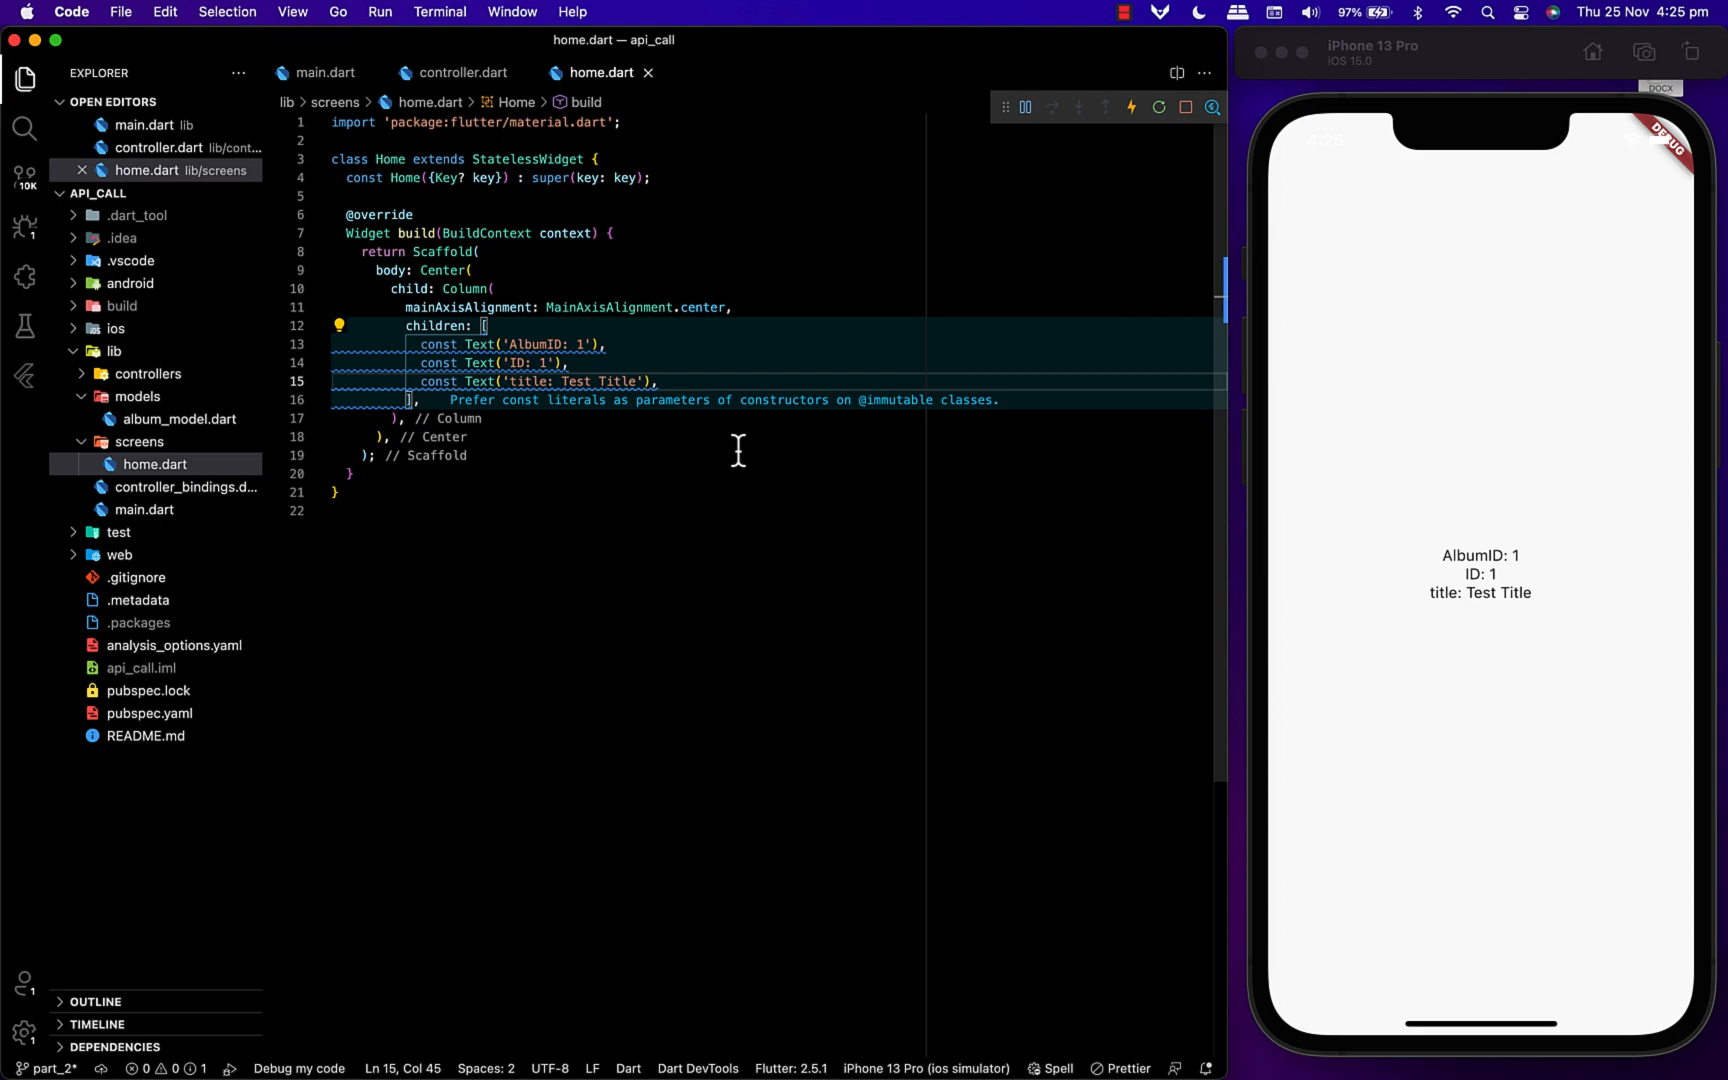 Code File Edit Selection View Go Run Terminal Window Help 97% Thu 25 Nov 4:25 pm
home.dart — api_call
EXPLORER
main.dart controller.dart home.dart
OPEN EDITORS
main.dart lib
controller.dart lib/cont...
home.dart lib/screens
10K
API_CALL
.dart_tool
1
.idea
.vscode
android
build
ios
lib
controllers
models
album_model.dart
screens
home.dart
controller_bindings.d...
main.dart
test
web
.gitignore
.metadata
.packages
analysis_options.yaml
api_call.iml
pubspec.lock
pubspec.yaml
README.md
1
OUTLINE
1
TIMELINE
DEPENDENCIES
lib > screens > home.dart > Home > build
1 import 'package:flutter/material.dart';
2
3 class Home extends StatelessWidget {
4 const Home({Key? key}) : super(key: key);
5
6 @override
7 Widget build(BuildContext context) {
8 return Scaffold(
9 body: Center(
10 child: Column(
11 mainAxisAlignment: MainAxisAlignment.center,
12 children: [
13 const Text('AlbumID: 1'),
14 const Text('ID: 1'),
15 const Text('title: Test Title'),
16 ], Prefer const literals as parameters of constructors on @immutable classes.
17 ), // Column
18 ), // Center
19 ); // Scaffold
20 }
21 }
22
part_2* 0 0 1 Debug my code Ln 15, Col 45 Spaces: 2 UTF-8 LF Dart Dart DevTools Flutter: 2.5.1 iPhone 13 Pro (ios simulator) Spell Prettier
iPhone 13 Pro
iOS 15.0
DOCX
4:25
DEBUG
AlbumID: 1
ID: 1
title: Test Title